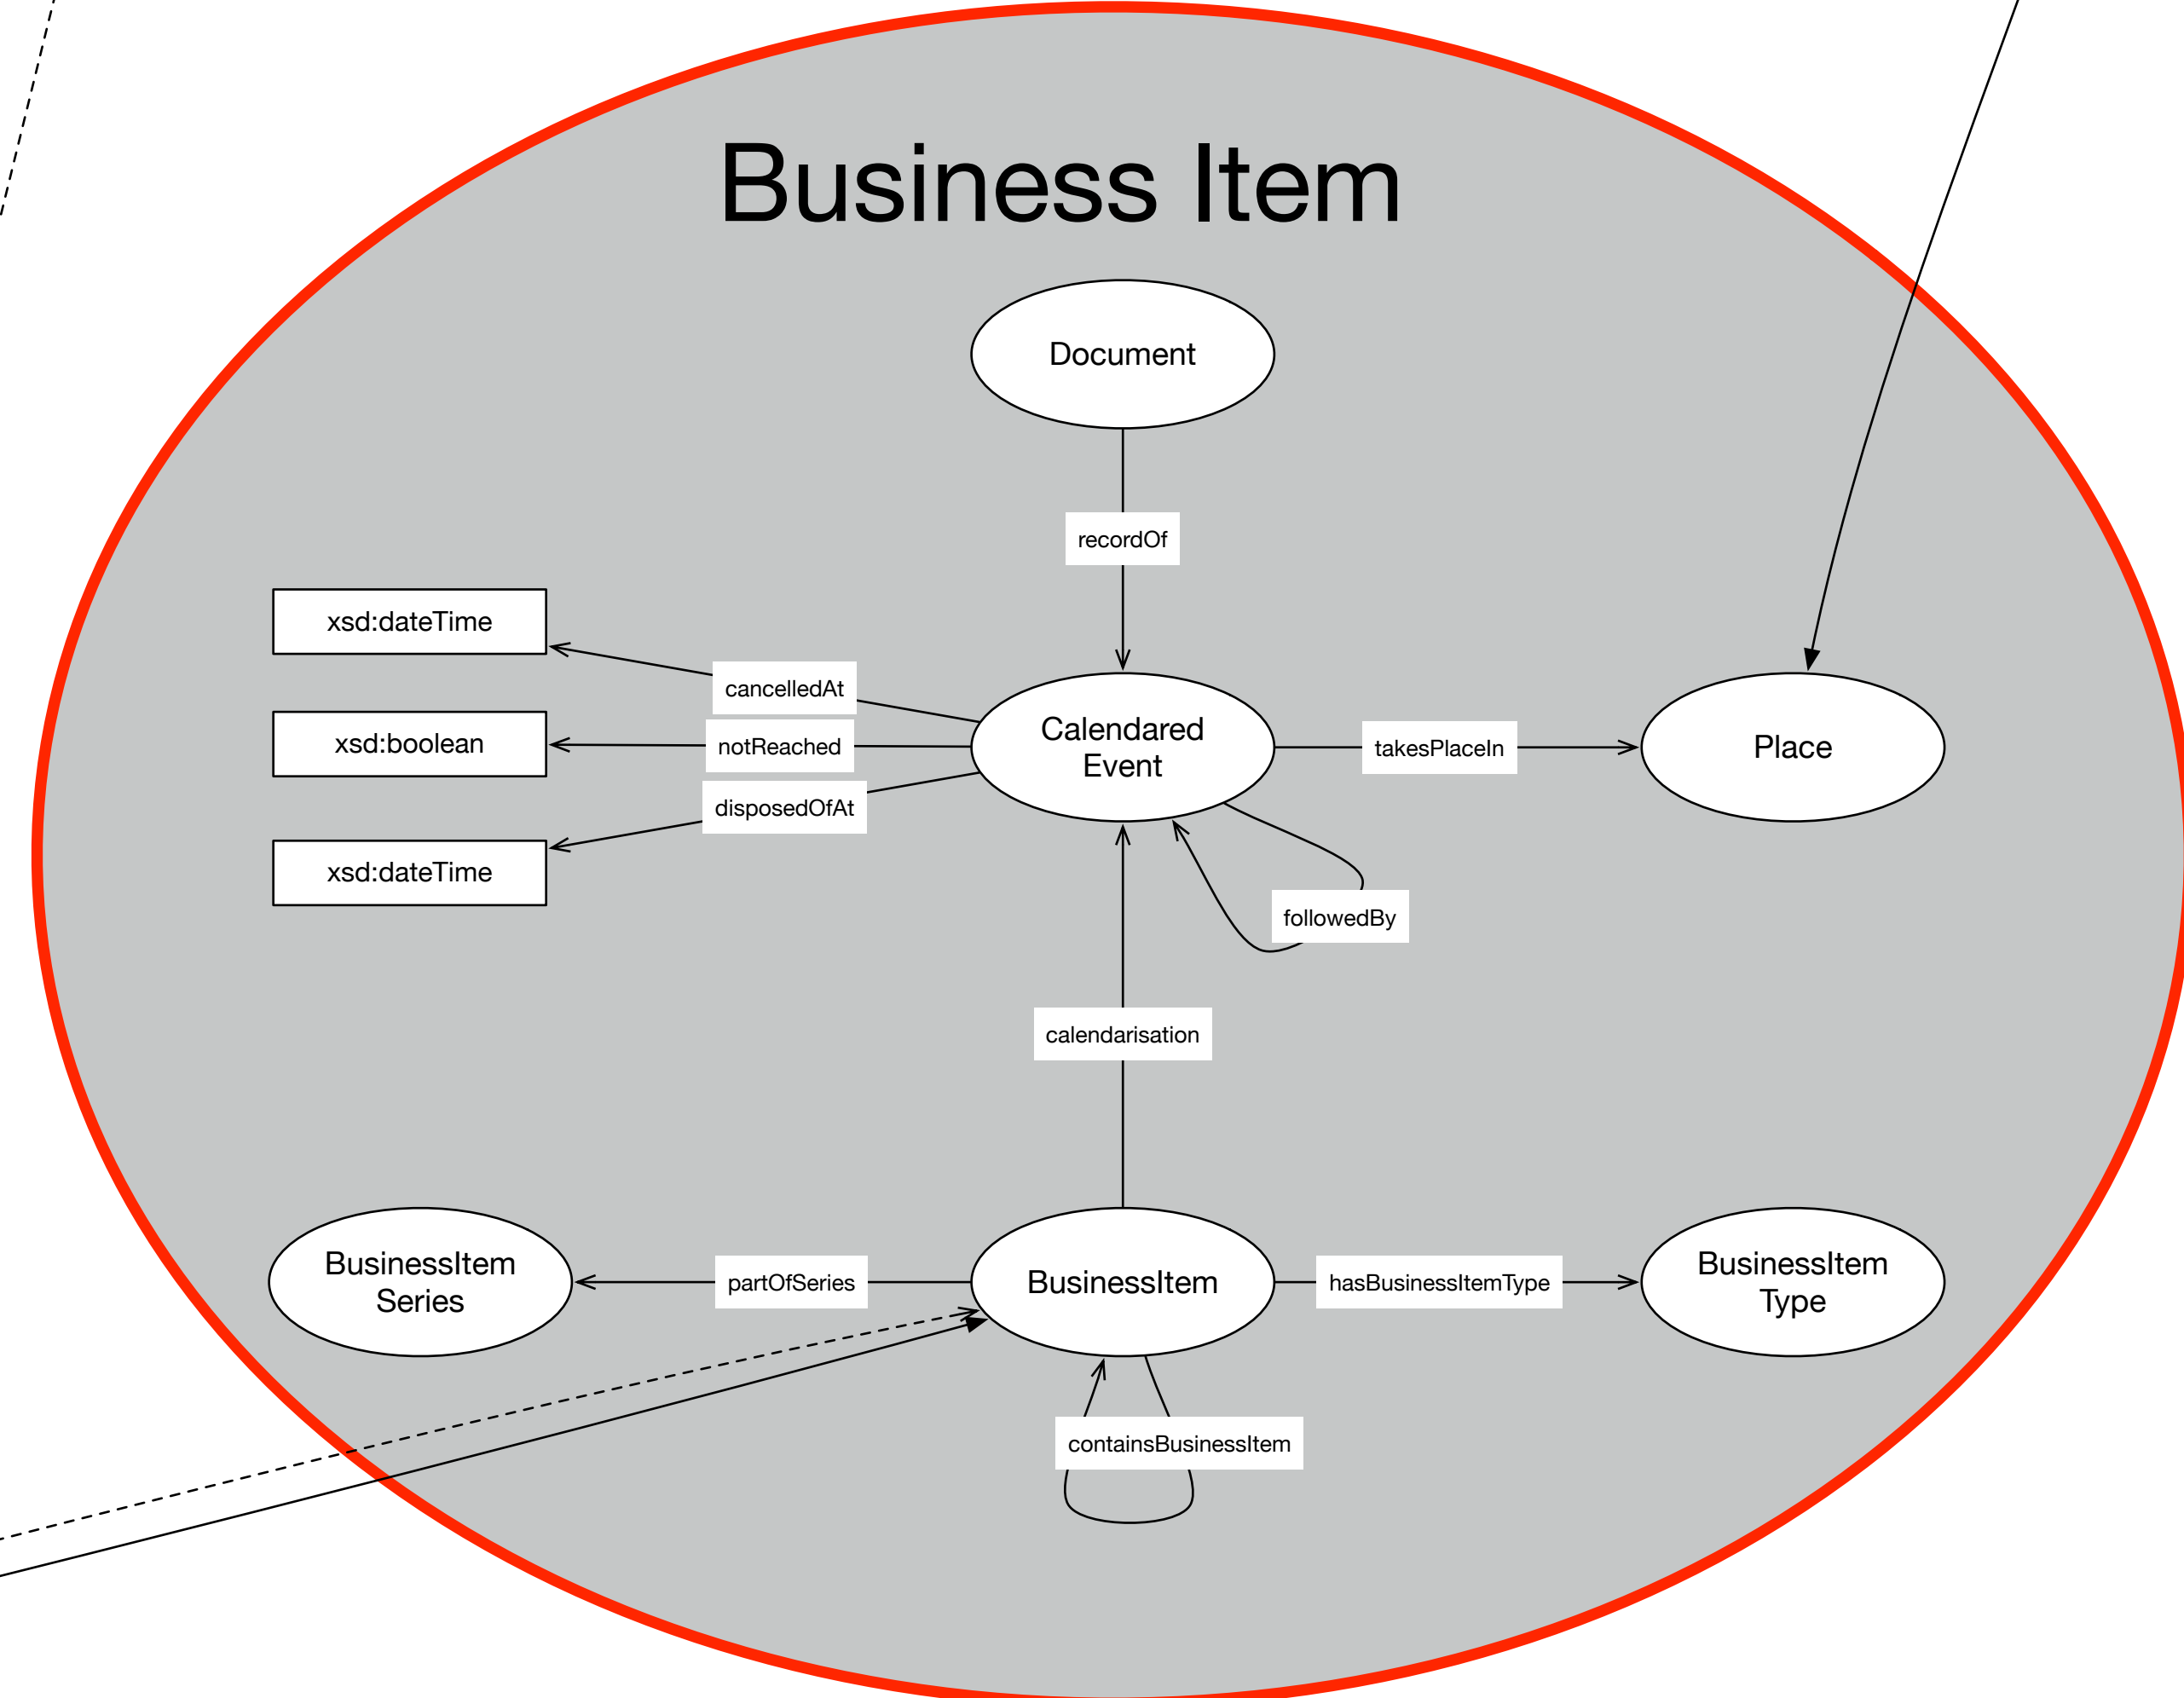 Business Item
Document
recordOf
xsd:dateTime
cancelledAt
xsd:boolean
notReached
Calendared
Event
takesPlaceIn
Place
disposedOfAt
xsd:dateTime
followedBy
calendarisation
BusinessItem
Series
partOfSeries
BusinessItem
hasBusinessItemType
BusinessItem
Type
containsBusinessItem